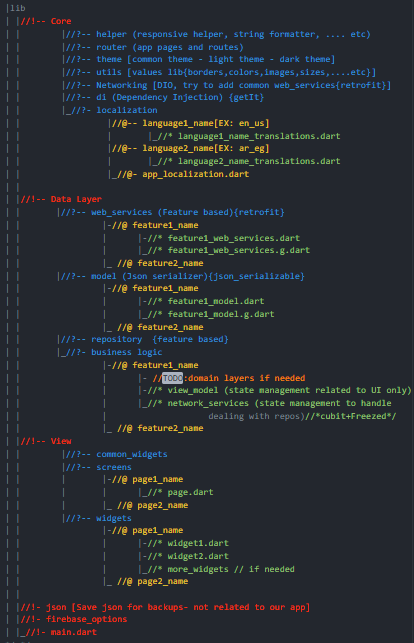 |lib
| |//!-- Core
| |        |//?-- helper (responsive helper, string formatter, .... etc)
| |        |//?-- router (app pages and routes)
| |        |//?-- theme [common theme - light theme - dark theme]
| |        |//?-- utils [values lib{borders,colors,images,sizes,....etc}]
| |        |//?-- Networking [DIO, try to add common web_services{retrofit}]
| |        |//?-- di (Dependency Injection) {getIt}
| |        |_//?- localization
| |                |//@-- language1_name[EX: en_us]
| |                        |_//* language1_name_translations.dart
| |                |//@-- language2_name[EX: ar_eg]
| |                        |_//* language2_name_translations.dart
| |                |_//@- app_localization.dart
| |
| |//!-- Data Layer
| |        |//?-- web_services (Feature based){retrofit}
| |                |-//@ feature1_name
| |                        |-//* feature1_web_services.dart
| |                        |_//* feature1_web_services.g.dart
| |                |_ //@ feature2_name
| |        |//?-- model (Json serializer){json_serializable}
| |                |-//@ feature1_name
| |                        |-//* feature1_model.dart
| |                        |_//* feature1_model.g.dart
| |                |_ //@ feature2_name
| |        |//?-- repository  {feature based}
| |        |_//?- business logic
| |                |-//@ feature1_name
| |                        |- //TODO:domain layers if needed
| |                        |-//* view_model (state management related to UI only)
| |                        |_//* network_services (state management to handle
| |                                        dealing with repos)//*cubit+Freezed*/
| |                |_ //@ feature2_name
| |//!-- View
| |        |//?-- common_widgets
| |        |//?-- screens
| |                |-//@ page1_name
| |                        |_//* page.dart
| |                |_ //@ page2_name
| |        |//?-- widgets
| |                |-//@ page1_name
| |                        |-//* widget1.dart
| |                        |-//* widget2.dart
| |                        |_//* more_widgets // if needed
| |                |_ //@ page2_name
| |
| |//!- json [Save json for backups- not related to our app]
| |//!- firebase_options
| |_//!- main.dart